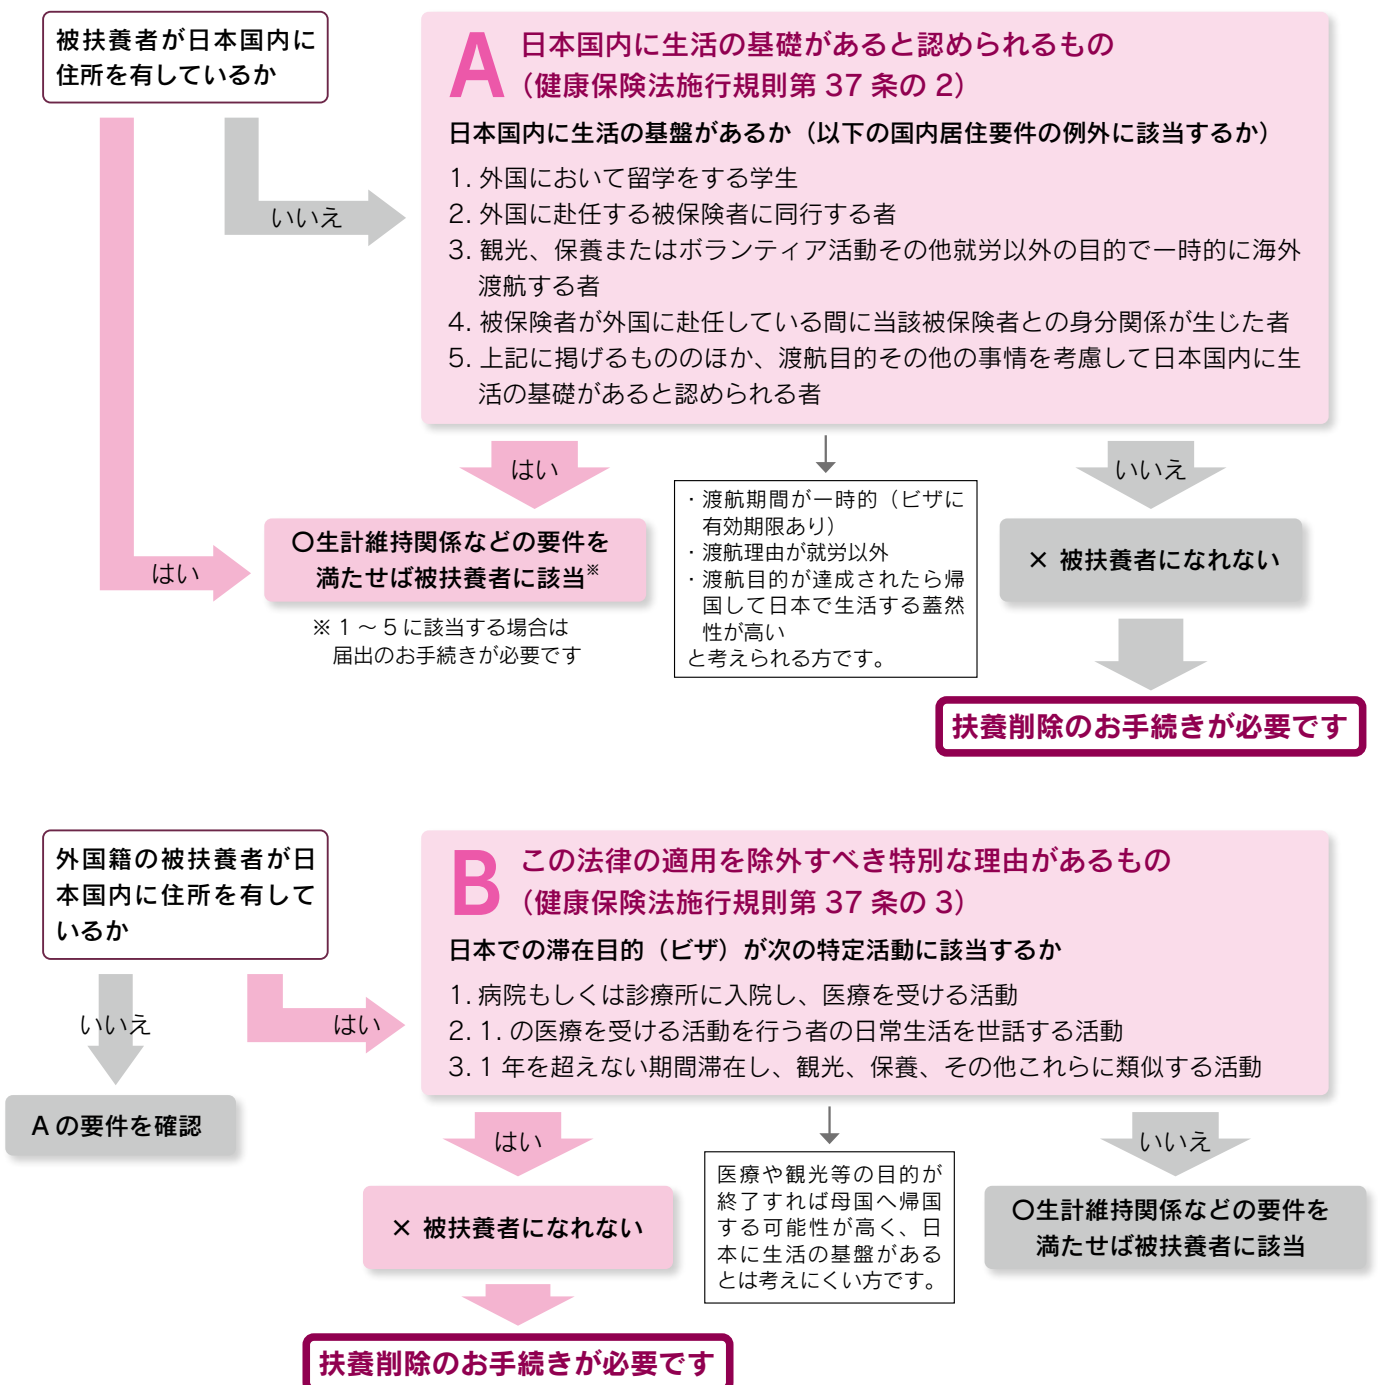 被扶養者が日本国内に
住所を有しているか
A 日本国内に生活の基礎があると認められるもの
（健康保険法施行規則第 37 条の 2）
日本国内に生活の基盤があるか（以下の国内居住要件の例外に該当するか）
1. 外国において留学をする学生
2. 外国に赴任する被保険者に同行する者
3. 観光、保養またはボランティア活動その他就労以外の目的で一時的に海外
渡航する者
4. 被保険者が外国に赴任している間に当該被保険者との身分関係が生じた者
5. 上記に掲げるもののほか、渡航目的その他の事情を考慮して日本国内に生
活の基礎があると認められる者
いいえ
はい
はい
いいえ
〇生計維持関係などの要件を
満たせば被扶養者に該当※
※ 1 ～ 5 に該当する場合は
届出のお手続きが必要です
・渡航期間が一時的（ビザに
有効期限あり）
・渡航理由が就労以外
・渡航目的が達成されたら帰
国して日本で生活する蓋然
性が高い
と考えられる方です。
× 被扶養者になれない
扶養削除のお手続きが必要です
外国籍の被扶養者が日
本国内に住所を有して
いるか
B この法律の適用を除外すべき特別な理由があるもの
（健康保険法施行規則第 37 条の 3）
日本での滞在目的（ビザ）が次の特定活動に該当するか
1. 病院もしくは診療所に入院し、医療を受ける活動
2. 1. の医療を受ける活動を行う者の日常生活を世話する活動
3. 1 年を超えない期間滞在し、観光、保養、その他これらに類似する活動
いいえ
はい
A の要件を確認
はい
いいえ
× 被扶養者になれない
医療や観光等の目的が
終了すれば母国へ帰国
する可能性が高く、日
本に生活の基盤がある
とは考えにくい方です。
〇生計維持関係などの要件を
満たせば被扶養者に該当
扶養削除のお手続きが必要です